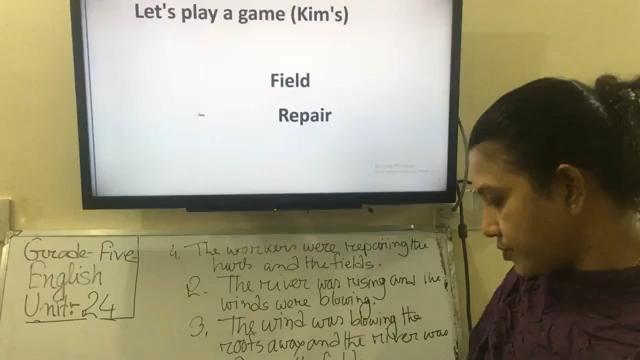 Let's play a game (Kim's)
Field
Repair
Grade-Five
English
Unit:- 24
4. The workers were repairing the
huts and the fields.
2. The river was rising and the
winds were blowing.
3. The wind was blowing the
roots away and the river was